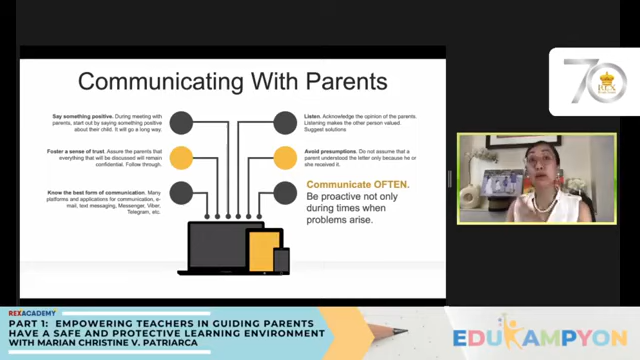 Communicating With Parents
Say something positive. During meeting with
parents, start out by saying something positive
about their child. It will go a long way.
Foster a sense of trust. Assure the parents that
everything that will be discussed will remain
confidential. Follow through.
Know the best form of communication. Many
platforms and applications for communication, e-
mail, text messaging, Messenger, Viber,
Telegram, etc.
Listen. Acknowledge the opinion of the parents.
Listening makes the other person valued.
Suggest solutions
Avoid presumptions. Do not assume that a
parent understood the letter only because he or
she received it.
Communicate OFTEN.
Be proactive not only
during times when
problems arise.
70
REX
REXACADEMY
PART 1: EMPOWERING TEACHERS IN GUIDING PARENTS
HAVE A SAFE AND PROTECTIVE LEARNING ENVIRONMENT
WITH MARIAN CHRISTINE V. PATRIARCA
EDUKAMPYON